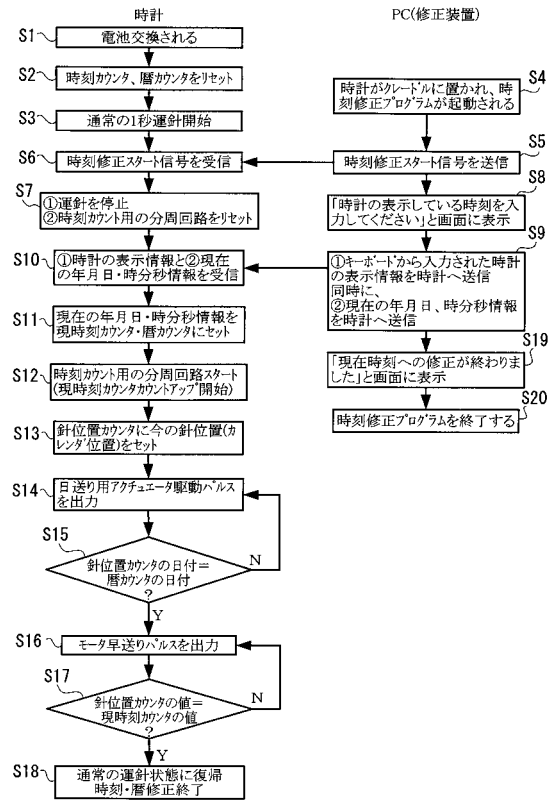 時計
PC(修正装置)
S1
電池交換される
S2
時刻カウンタ、暦カウンタをリセット
S3
通常の1秒運針開始
S4
時計がクレードルに置かれ、時
刻修正プログラムが起動される
S5
時刻修正スタート信号を送信
S6
時刻修正スタート信号を受信
S7
①運針を停止
②時刻カウント用の分周回路をリセット
S8
「時計の表示している時刻を入
力してください」と画面に表示
S9
①キーボードから入力された時計
の表示情報を時計へ送信
同時に、
②現在の年月日、時分秒情報
を時計へ送信
S10
①時計の表示情報と②現在
の年月日・時分秒情報を受信
S11
現在の年月日・時分秒情報を
現時刻カウンタ・暦カウンタにセット
S12
時刻カウント用の分周回路スタート
(現時刻カウンタカウントアップ開始)
S13
針位置カウンタに今の針位置(カ
レンダ位置)をセット
S14
日送り用アクチュエータ駆動パルス
を出力
S15
針位置カウンタの日付=
暦カウンタの日付
?
N
Y
S16
モータ早送りパルスを出力
S17
針位置カウンタの値=
現時刻カウンタの値
?
N
Y
S18
通常の運針状態に復帰
時刻・暦修正終了
S19
「現在時刻への修正が終わりま
した」と画面に表示
S20
時刻修正プログラムを終了する